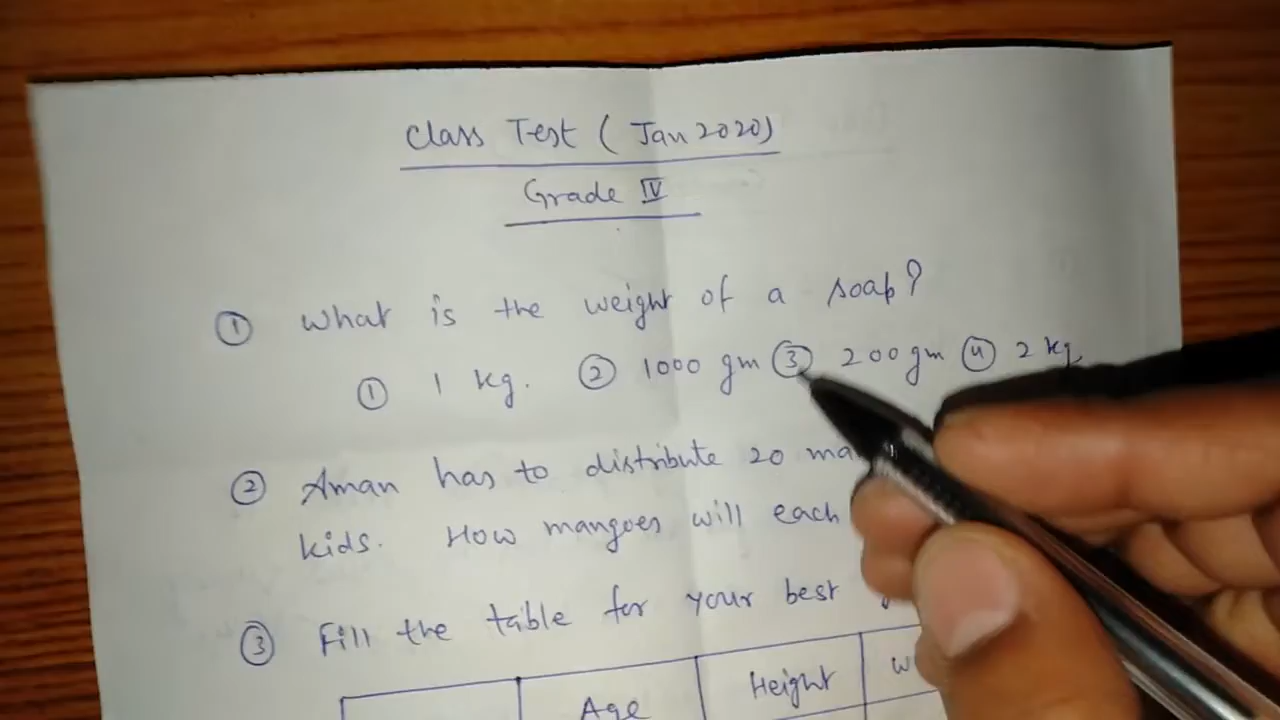 Class Test (Jan 2020)
Grade IV
① What is the weight of a soap?
① 1 kg. ② 1000 gm ③ 200 gm ④ 2 kg
② Aman has to distribute 20
kids. How mangoes will each
③ Fill the table for your best
Age Height